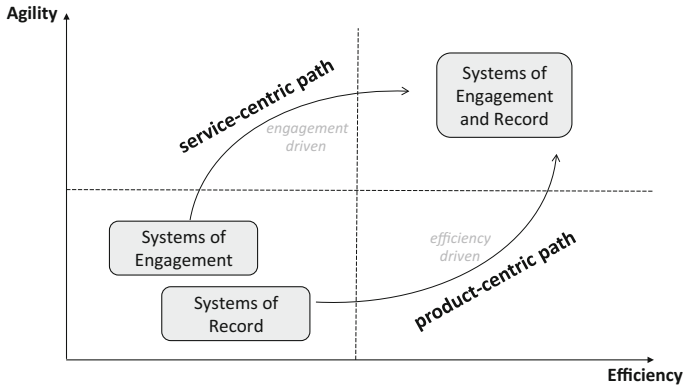 Agility
service-centric path
engagement
driven
Systems of
Engagement
and Record
Systems of
Engagement
efficiency
driven
product-centric path
Systems of
Record
Efficiency